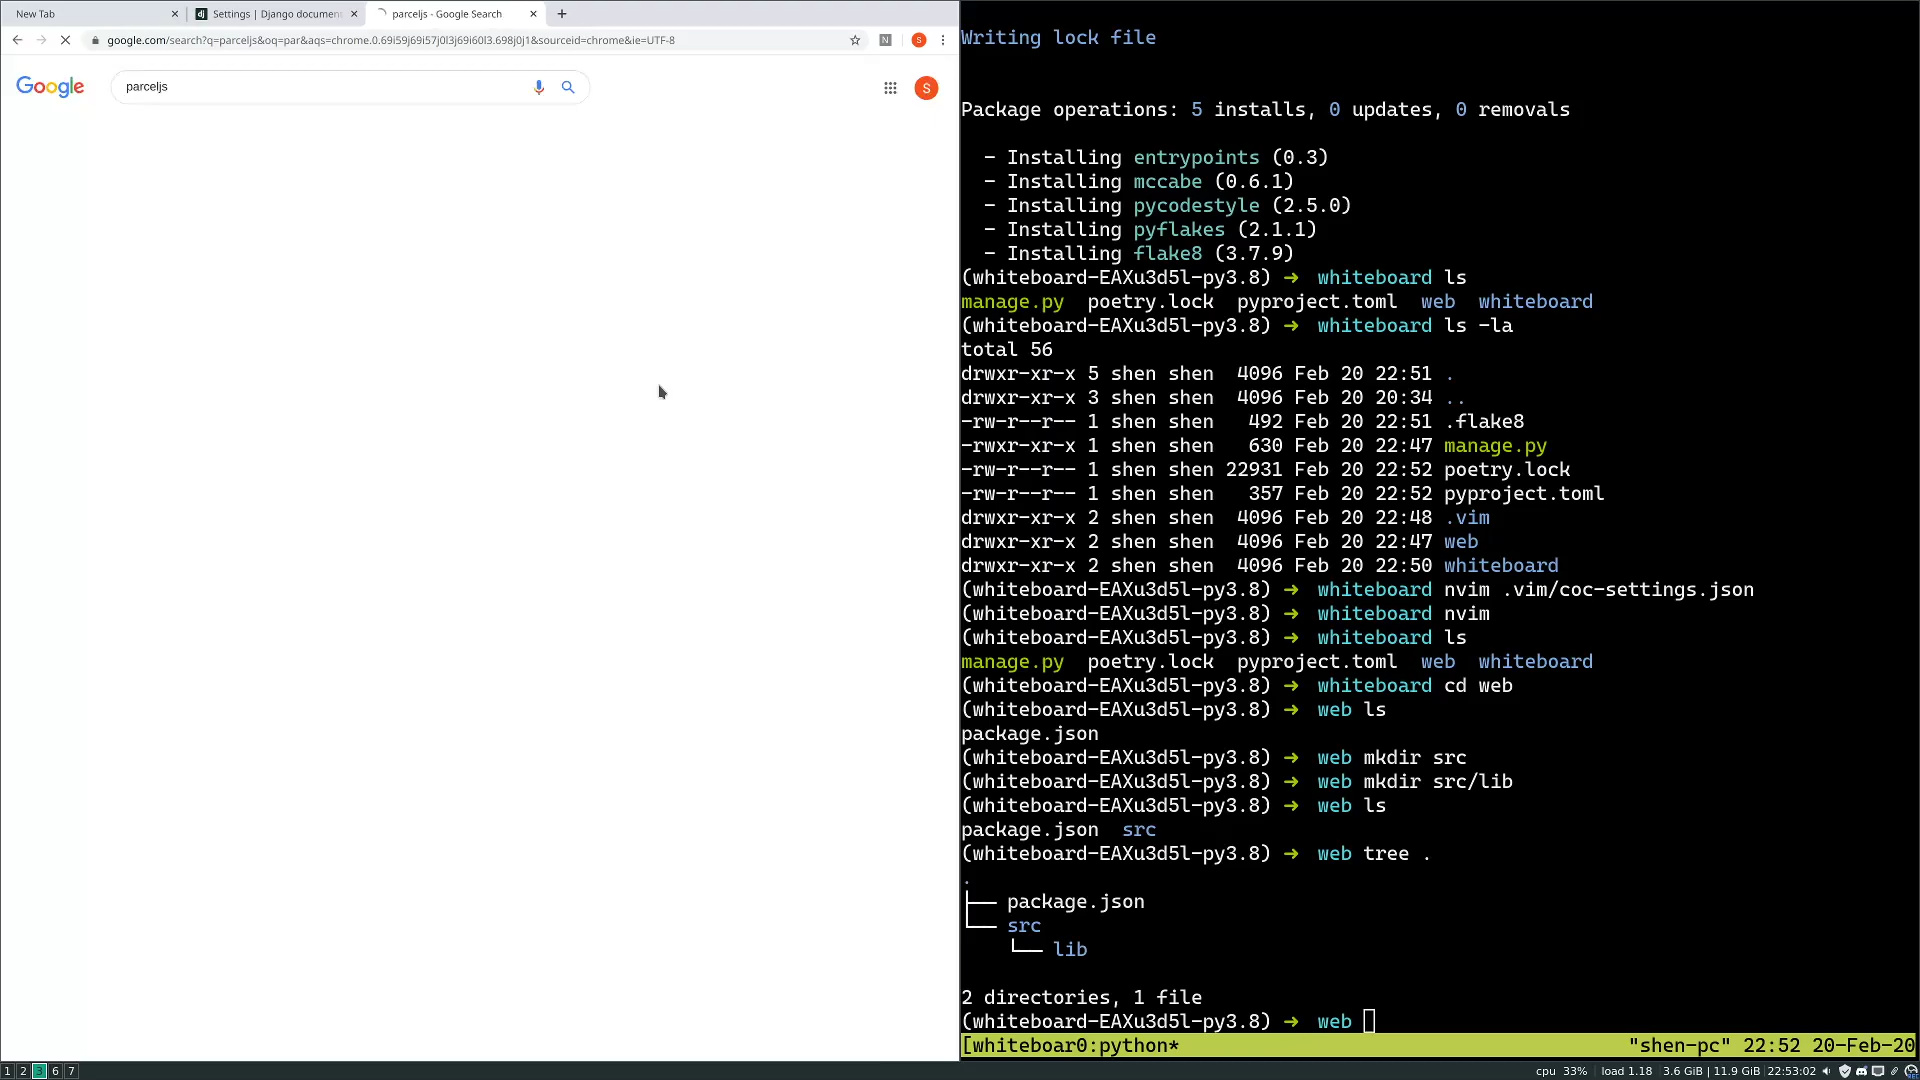 New Tab
Settings | Django documen
parceljs - Google Search
google.com/search?q=parceljs&oq=par&aqs=chrome.0.69i59j69i57j0l3j69i60l3.698j0j1&sourceid=chrome&ie=UTF-8
N
S
Google
parceljs
S
Writing lock file
Package operations: 5 installs, 0 updates, 0 removals
- Installing entrypoints (0.3)
- Installing mccabe (0.6.1)
- Installing pycodestyle (2.5.0)
- Installing pyflakes (2.1.1)
- Installing flake8 (3.7.9)
(whiteboard-EAXu3d5l-py3.8) ➜ whiteboard ls
manage.py poetry.lock pyproject.toml web whiteboard
(whiteboard-EAXu3d5l-py3.8) ➜ whiteboard ls -la
total 56
drwxr-xr-x 5 shen shen 4096 Feb 20 22:51 .
drwxr-xr-x 3 shen shen 4096 Feb 20 20:34 ..
-rw-r--r-- 1 shen shen 492 Feb 20 22:51 .flake8
-rwxr-xr-x 1 shen shen 630 Feb 20 22:47 manage.py
-rw-r--r-- 1 shen shen 22931 Feb 20 22:52 poetry.lock
-rw-r--r-- 1 shen shen 357 Feb 20 22:52 pyproject.toml
drwxr-xr-x 2 shen shen 4096 Feb 20 22:48 .vim
drwxr-xr-x 2 shen shen 4096 Feb 20 22:47 web
drwxr-xr-x 2 shen shen 4096 Feb 20 22:50 whiteboard
(whiteboard-EAXu3d5l-py3.8) ➜ whiteboard nvim .vim/coc-settings.json
(whiteboard-EAXu3d5l-py3.8) ➜ whiteboard nvim
(whiteboard-EAXu3d5l-py3.8) ➜ whiteboard ls
manage.py poetry.lock pyproject.toml web whiteboard
(whiteboard-EAXu3d5l-py3.8) ➜ whiteboard cd web
(whiteboard-EAXu3d5l-py3.8) ➜ web ls
package.json
(whiteboard-EAXu3d5l-py3.8) ➜ web mkdir src
(whiteboard-EAXu3d5l-py3.8) ➜ web mkdir src/lib
(whiteboard-EAXu3d5l-py3.8) ➜ web ls
package.json src
(whiteboard-EAXu3d5l-py3.8) ➜ web tree .
.
├── package.json
└── src
└── lib
2 directories, 1 file
(whiteboard-EAXu3d5l-py3.8) ➜ web
[whiteboar0:python* "shen-pc" 22:52 20-Feb-20
1 2 3 6 7 cpu 33% load 1.18 3.6 GiB | 11.9 GiB 22:53:02